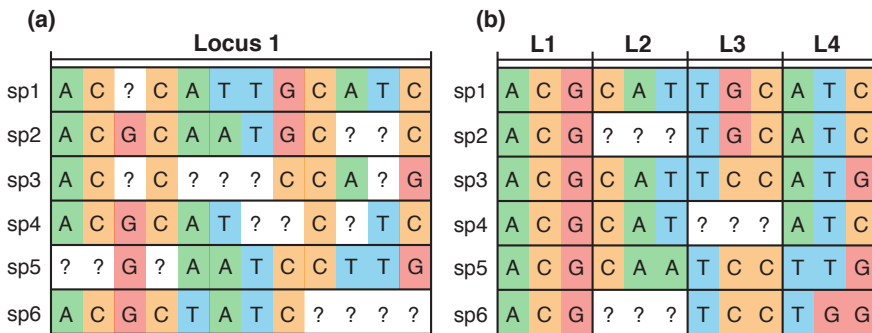 (a)
Locus 1
sp1 A C ? C A T T G C A T C
sp2 A C G C A A T G C ? ? C
sp3 A C ? C ? ? ? C C A ? G
sp4 A C G C A T ? ? C ? T C
sp5 ? ? G ? A A T C C T T G
sp6 A C G C T A T C ? ? ? ?
(b)
L1 L2 L3 L4
sp1 A C G C A T T G C A T C
sp2 A C G ? ? ? T G C A T C
sp3 A C G C A T T C C A T G
sp4 A C G C A T ? ? ? A T C
sp5 A C G C A A T C C T T G
sp6 A C G ? ? ? T C C T G G